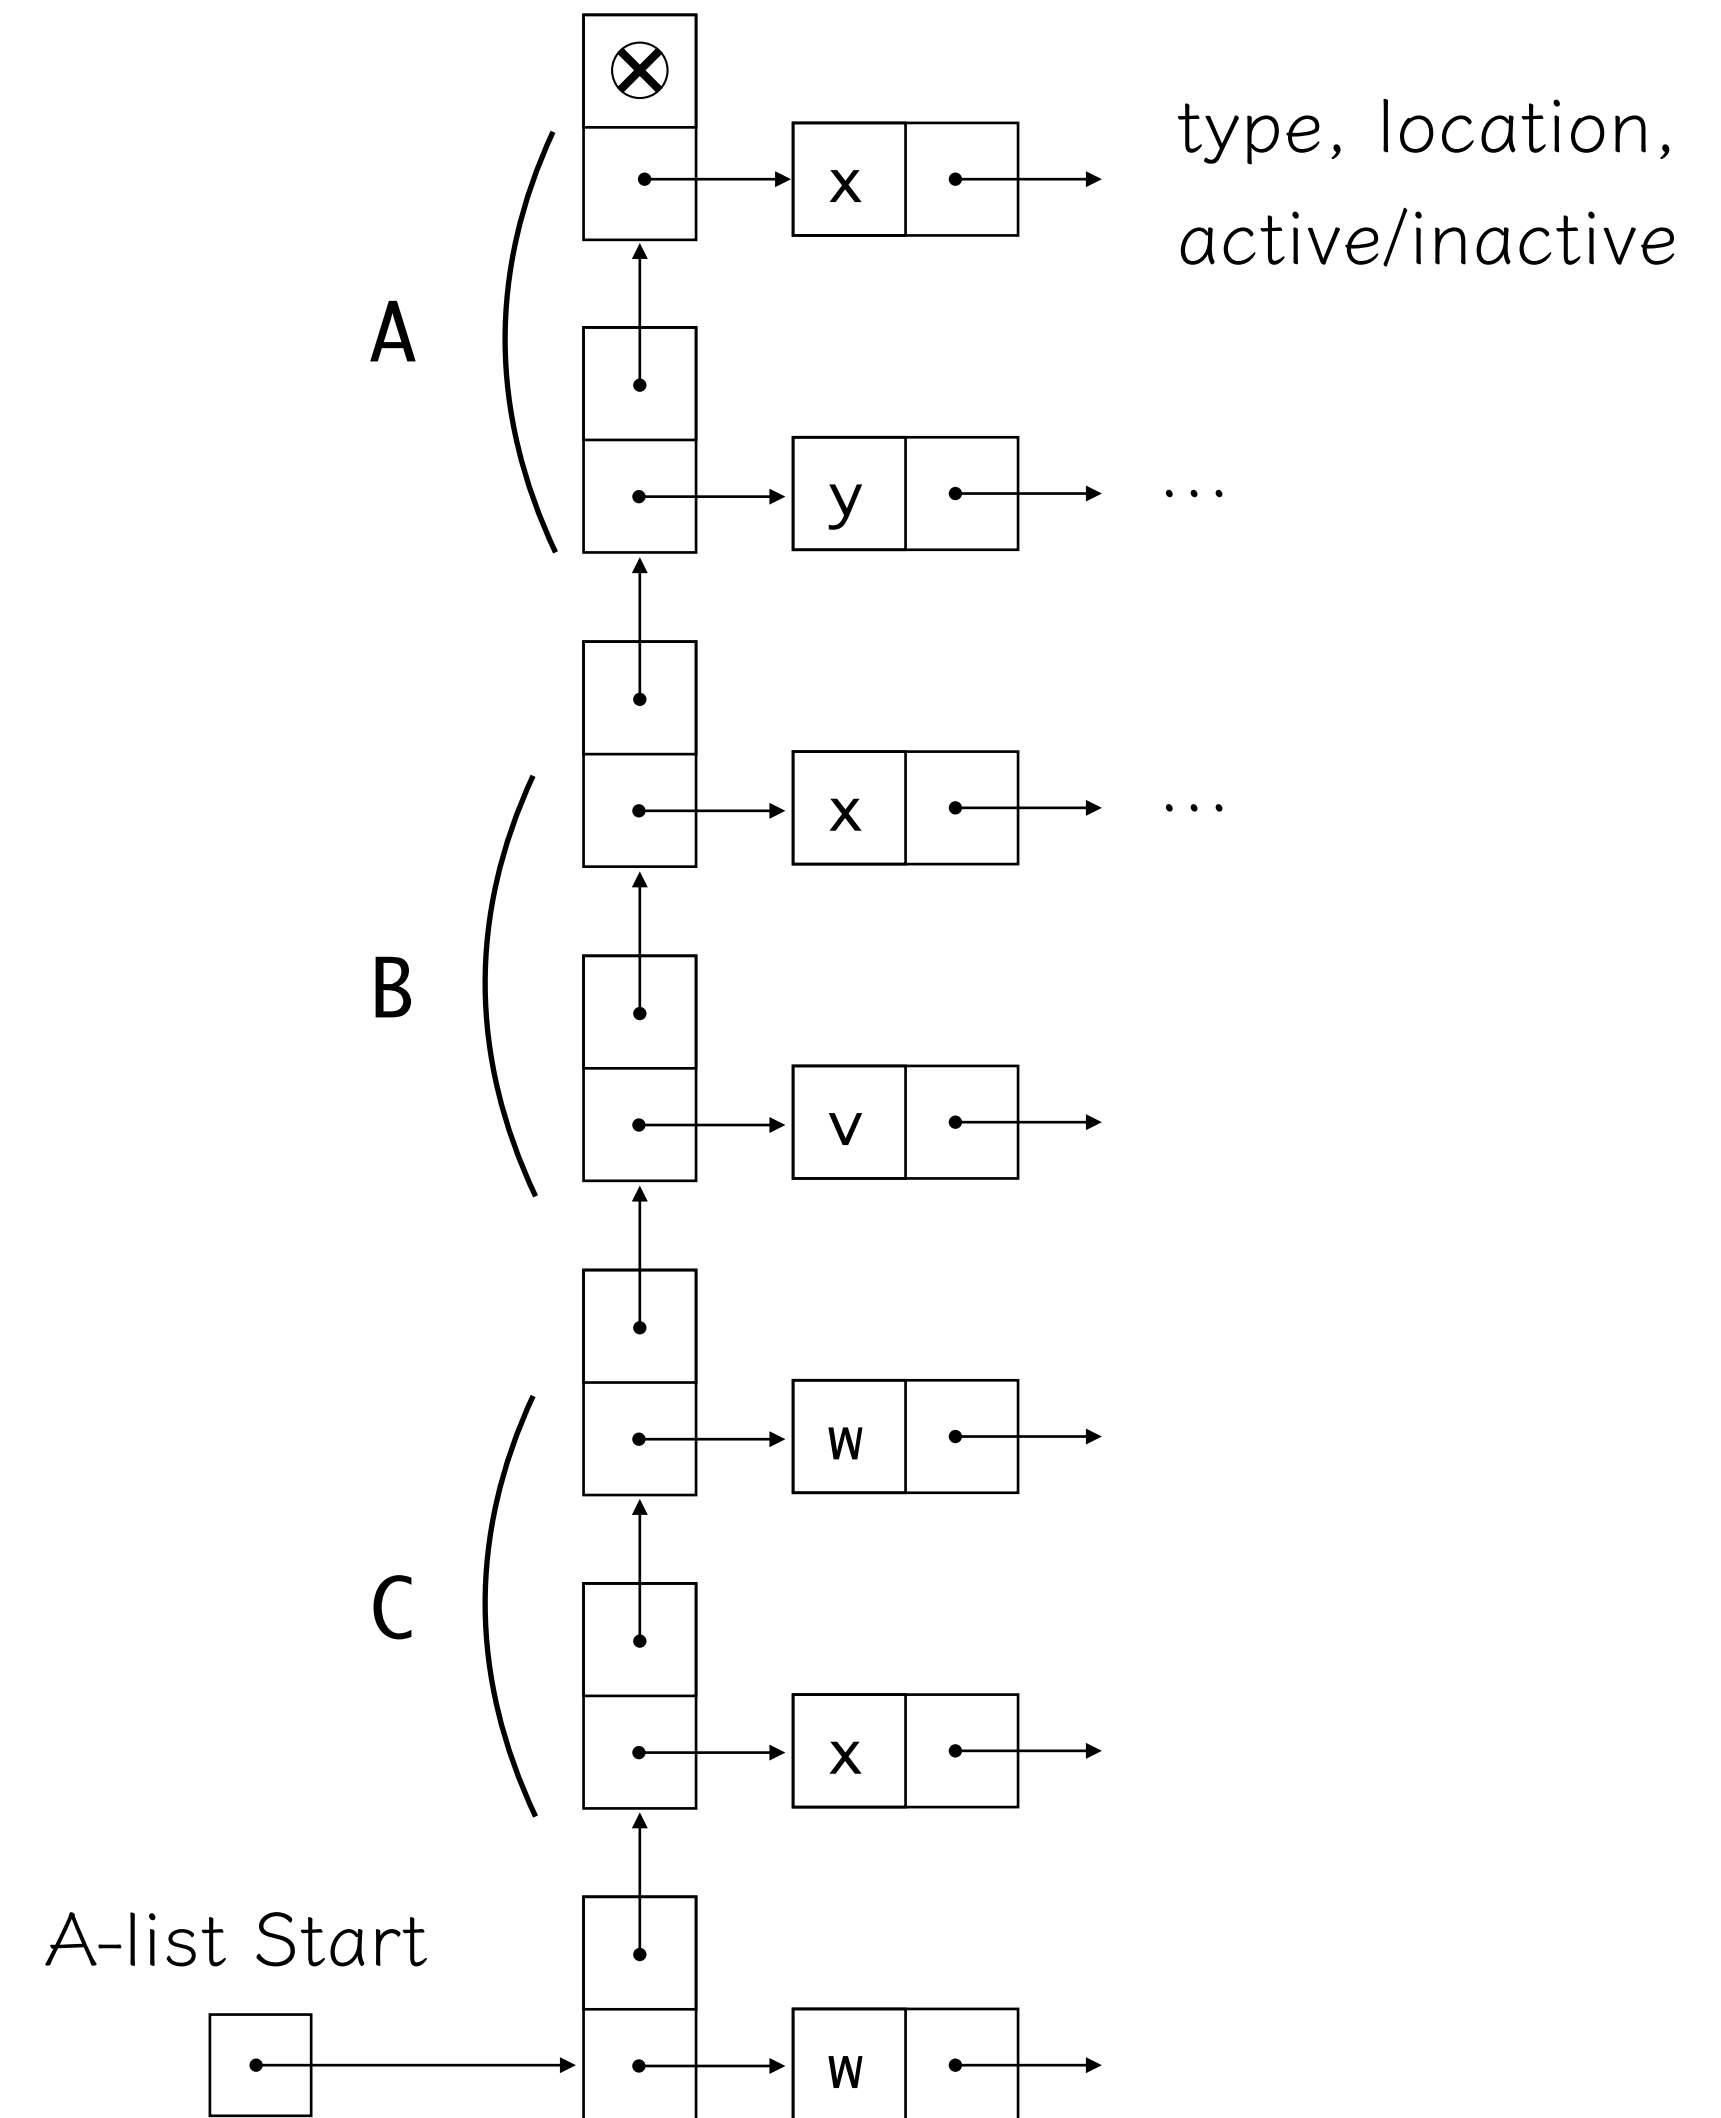 x
type, location,
active/inactive
A
y
...
x
...
B
v
w
C
x
A-list Start
w